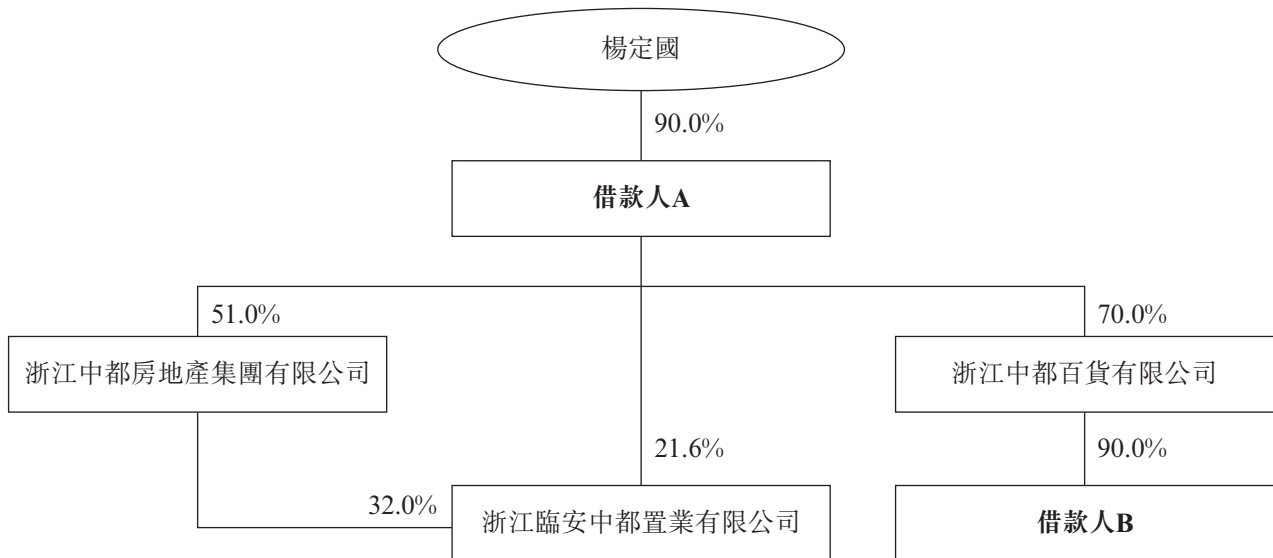 楊定國
90.0%
借款人A
51.0%
70.0%
浙江中都房地產集團有限公司
浙江中都百貨有限公司
21.6%
90.0%
32.0%
浙江臨安中都置業有限公司
借款人B